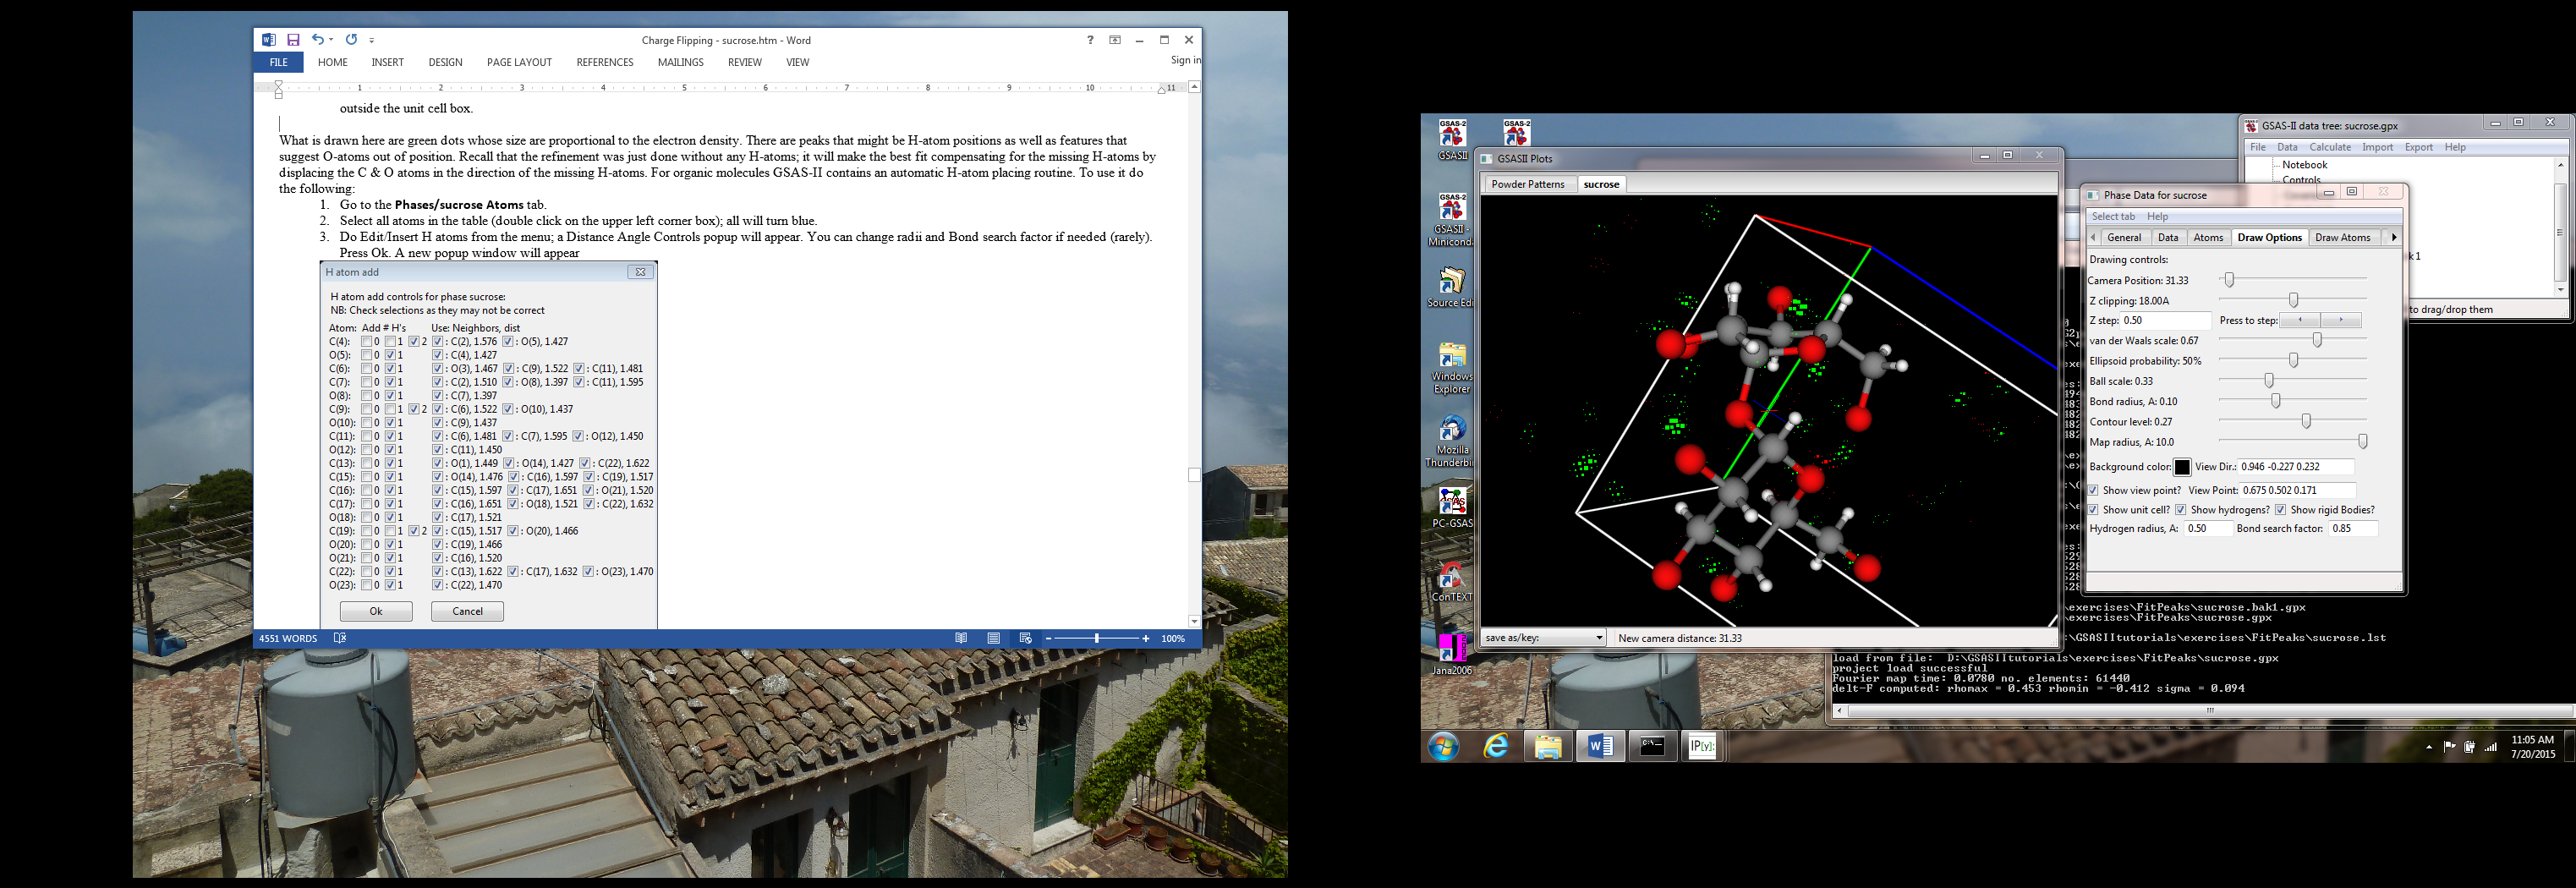 Charge Flipping - sucrose.htm - Word
FILE HOME INSERT DESIGN PAGE LAYOUT REFERENCES MAILINGS REVIEW VIEW Sign in
1 2 3 4 5 6 7 8 9 10 11
outside the unit cell box.
What is drawn here are green dots whose size are proportional to the electron density. There are peaks that might be H-atom positions as well as features that
suggest O-atoms out of position. Recall that the refinement was just done without any H-atoms; it will make the best fit compensating for the missing H-atoms by
displacing the C & O atoms in the direction of the missing H-atoms. For organic molecules GSAS-II contains an automatic H-atom placing routine. To use it do
the following:
1. Go to the Phases/sucrose Atoms tab.
2. Select all atoms in the table (double click on the upper left corner box); all will turn blue.
3. Do Edit/Insert H atoms from the menu; a Distance Angle Controls popup will appear. You can change radii and Bond search factor if needed (rarely).
Press Ok. A new popup window will appear
H atom add
H atom add controls for phase sucrose:
NB: Check selections as they may not be correct
Atom: Add # H's Use: Neighbors, dist
C(4): 0 1 2 : C(2), 1.576 : O(5), 1.427
O(5): 0 1 : C(4), 1.427
C(6): 0 1 : O(3), 1.467 : C(9), 1.522 : C(11), 1.481
C(7): 0 1 : C(2), 1.510 : O(8), 1.397 : C(11), 1.595
O(8): 0 1 : C(7), 1.397
C(9): 0 1 2 : C(6), 1.522 : O(10), 1.437
O(10): 0 1 : C(9), 1.437
C(11): 0 1 : C(6), 1.481 : C(7), 1.595 : O(12), 1.450
O(12): 0 1 : C(11), 1.450
C(13): 0 1 : O(1), 1.449 : O(14), 1.427 : C(22), 1.622
C(15): 0 1 : O(14), 1.476 : C(16), 1.597 : C(19), 1.517
C(16): 0 1 : C(15), 1.597 : C(17), 1.651 : O(21), 1.520
C(17): 0 1 : C(16), 1.651 : O(18), 1.521 : C(22), 1.632
O(18): 0 1 : C(17), 1.521
C(19): 0 1 2 : C(15), 1.517 : O(20), 1.466
O(20): 0 1 : C(19), 1.466
O(21): 0 1 : C(16), 1.520
C(22): 0 1 : C(13), 1.622 : C(17), 1.632 : O(23), 1.470
O(23): 0 1 : C(22), 1.470
Ok Cancel
4551 WORDS 100%
GSAS-2 GSAS-2
GSASII
GSAS-2
GSASII -
Minicond
Source Edi
Windows
Explorer
Mozilla
Thunderbir
PC-GSAS
ConTEXT
Jana2006
GSASII Plots
Powder Patterns sucrose
save as/key: New camera distance: 31.33
GSAS-II data tree: sucrose.gpx
File Data Calculate Import Export Help
Notebook
Controls
k 1
to drag/drop them
Phase Data for sucrose
Select tab Help
General Data Atoms Draw Options Draw Atoms
Drawing controls:
Camera Position: 31.33
Z clipping: 18.00A
Z step: 0.50 Press to step:
van der Waals scale: 0.67
Ellipsoid probability: 50%
Ball scale: 0.33
Bond radius, A: 0.10
Contour level: 0.27
Map radius, A: 10.0
Background color: View Dir.: 0.946 -0.227 0.232
Show view point? View Point: 0.675 0.502 0.171
Show unit cell? Show hydrogens? Show rigid Bodies?
Hydrogen radius, A: 0.50 Bond search factor: 0.85
\exercises\FitPeaks\sucrose.bak1.gpx
\exercises\FitPeaks\sucrose.gpx
:\GSASIItutorials\exercises\FitPeaks\sucrose.lst
load from file: D:\GSASIItutorials\exercises\FitPeaks\sucrose.gpx
project load successful
Fourier map time: 0.0780 no. elements: 61440
delt-F computed: rhomax = 0.453 rhomin = -0.412 sigma = 0.094
IP[y]:
11:05 AM
7/20/2015